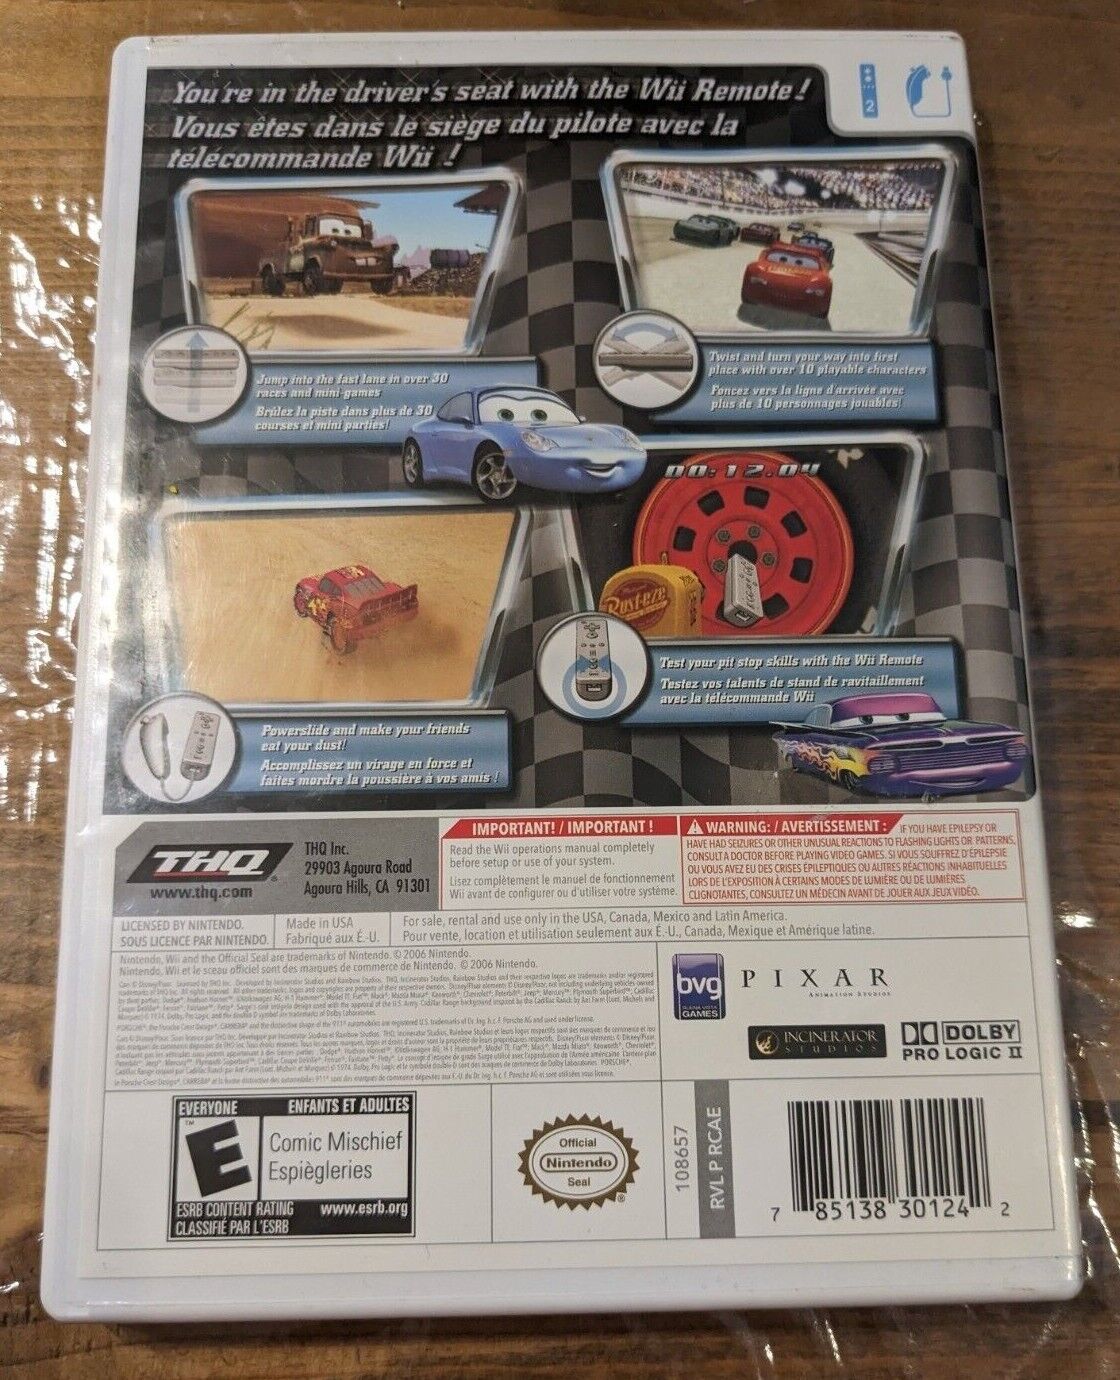 You're in the driver's seat with the Wii Remote!
Vous êtes dans le siège du pilote avec la
télécommande Wii !
2
Jump into the fast lane in over 30
races and mini-games
Brûlez la piste dans plus de 30
courses et mini parties!
Twist and turn your way into first
place with over 10 playable characters
Foncez vers la ligne d'arrivée avec
plus de 10 personnages jouables!
00:12.04
Rust-eze
Test your pit stop skills with the Wii Remote
Testez vos talents de stand de ravitaillement
avec la télécommande Wii
Powerslide and make your friends
eat your dust!
Accomplissez un virage en force et
faites mordre la poussière à vos amis !
THQ
www.thq.com
THQ Inc.
29903 Agoura Road
Agoura Hills, CA 91301
IMPORTANT! / IMPORTANT !
Read the Wii operations manual completely
before setup or use of your system.
Lisez complètement le manuel de fonctionnement
Wii avant de configurer ou d'utiliser votre système.
WARNING: / AVERTISSEMENT : IF YOU HAVE EPILEPSY OR
HAVE HAD SEIZURES OR OTHER UNUSUAL REACTIONS TO FLASHING LIGHTS OR PATTERNS,
CONSULT A DOCTOR BEFORE PLAYING VIDEO GAMES. SI VOUS SOUFFREZ D'ÉPILEPSIE
OU VOUS AVEZ EU DES CRISES ÉPILEPTIQUES OU AUTRES RÉACTIONS INHABITUELLES
LORS DE L'EXPOSITION À CERTAINS MODES DE LUMIÈRE OU DE LUMIÈRES
CLIGNOTANTES, CONSULTEZ UN MÉDECIN AVANT DE JOUER AUX JEUX VIDÉO.
LICENSED BY NINTENDO.
SOUS LICENCE PAR NINTENDO.
Made in USA
Fabriqué aux É.-U.
For sale, rental and use only in the USA, Canada, Mexico and Latin America.
Pour vente, location et utilisation seulement aux É.-U., Canada, Mexique et Amérique latine.
Nintendo, Wii and the Official Seal are trademarks of Nintendo. © 2006 Nintendo.
Nintendo, Wii et le sceau officiel sont des marques de commerce de Nintendo. © 2006 Nintendo.
bvg
BUENA VISTA
GAMES
PIXAR
ANIMATION STUDIOS
INCINERATOR
STUDIOS
DOLBY
PRO LOGIC II
EVERYONE ENFANTS ET ADULTES
E
Comic Mischief
Espiègleries
ESRB CONTENT RATING www.esrb.org
CLASSIFIÉ PAR L'ESRB
Official
Nintendo
Seal
108657
RVL P RCAE
7 85138 30124 2